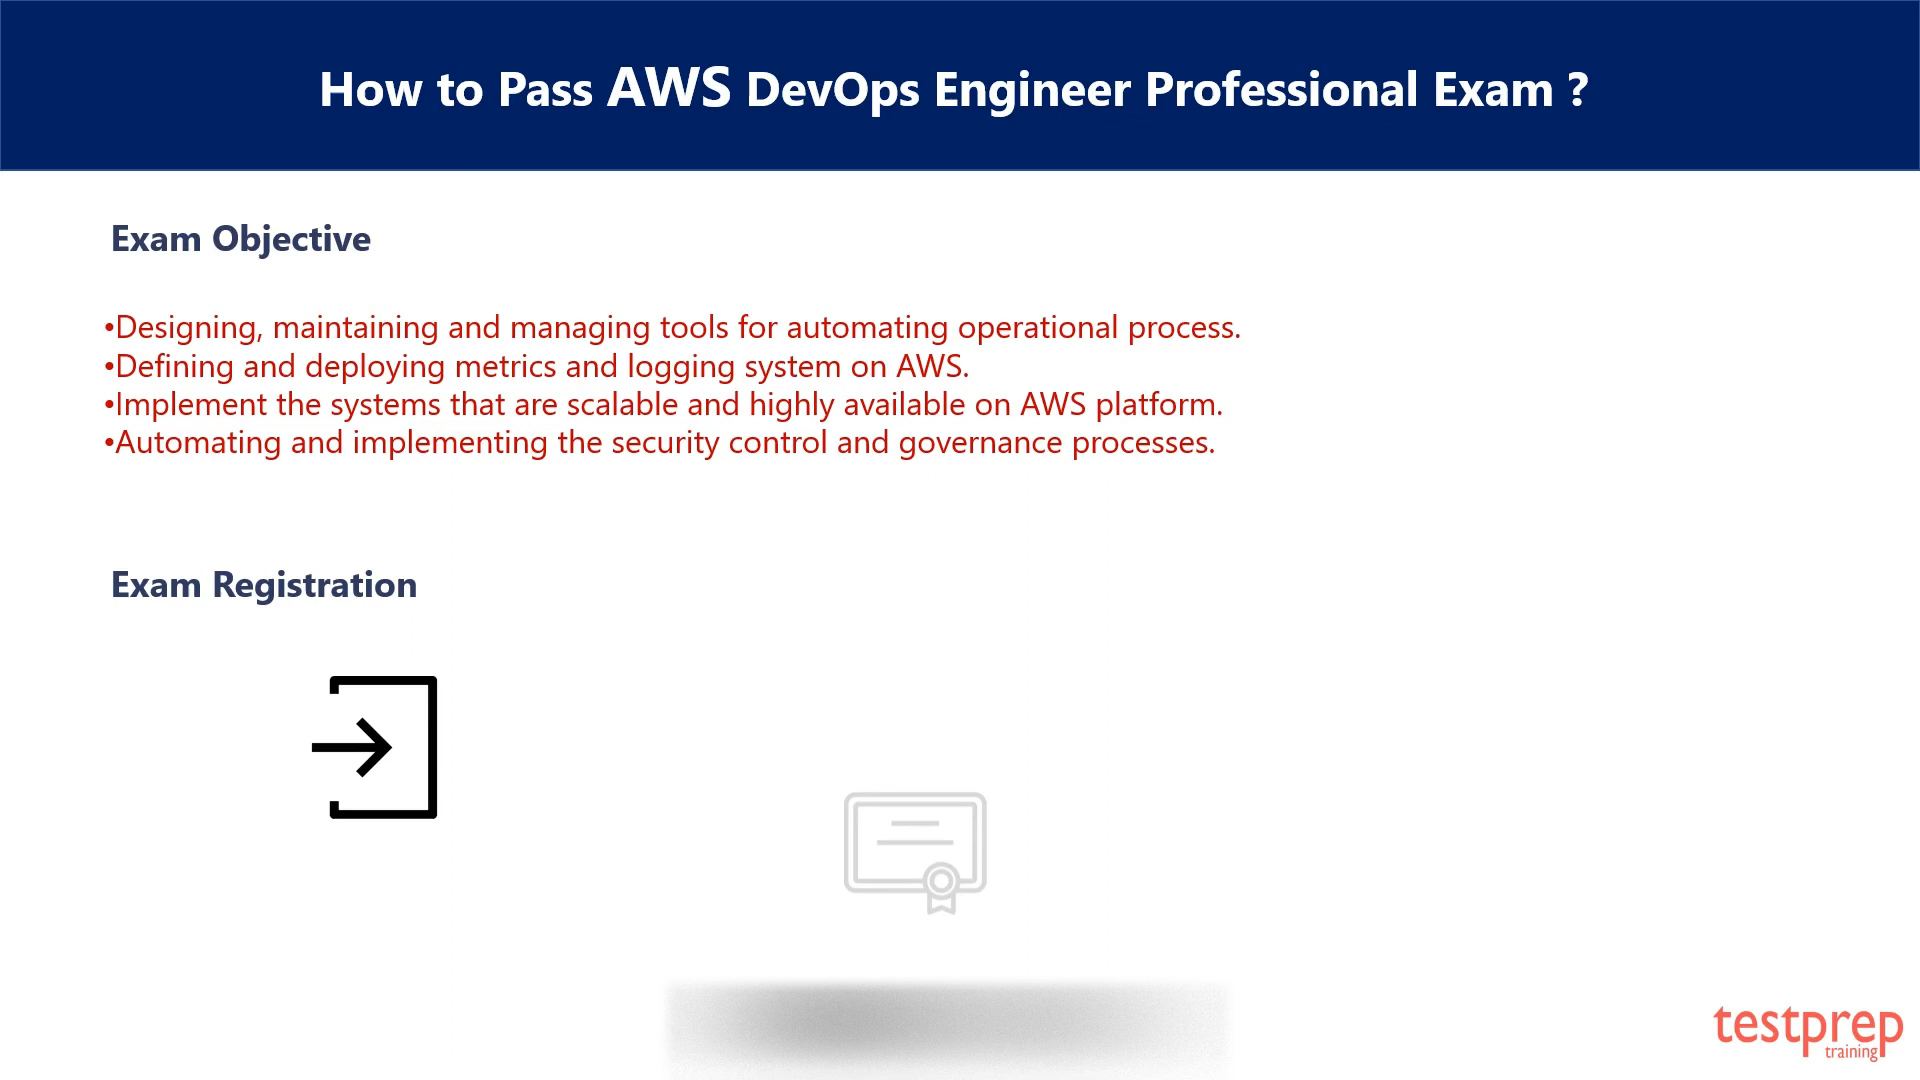 How to Pass AWS DevOps Engineer Professional Exam ?
Exam Objective
•Designing, maintaining and managing tools for automating operational process.
•Defining and deploying metrics and logging system on AWS.
•Implement the systems that are scalable and highly available on AWS platform.
•Automating and implementing the security control and governance processes.
Exam Registration
testprep
training